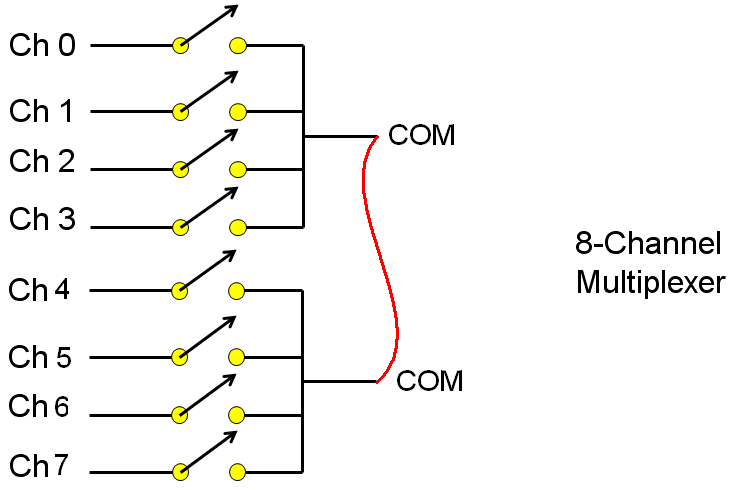 Ch 0
Ch 1
Ch 2
Ch 3
Ch 4
Ch 5
Ch 6
Ch 7
COM
COM
8-Channel
Multiplexer